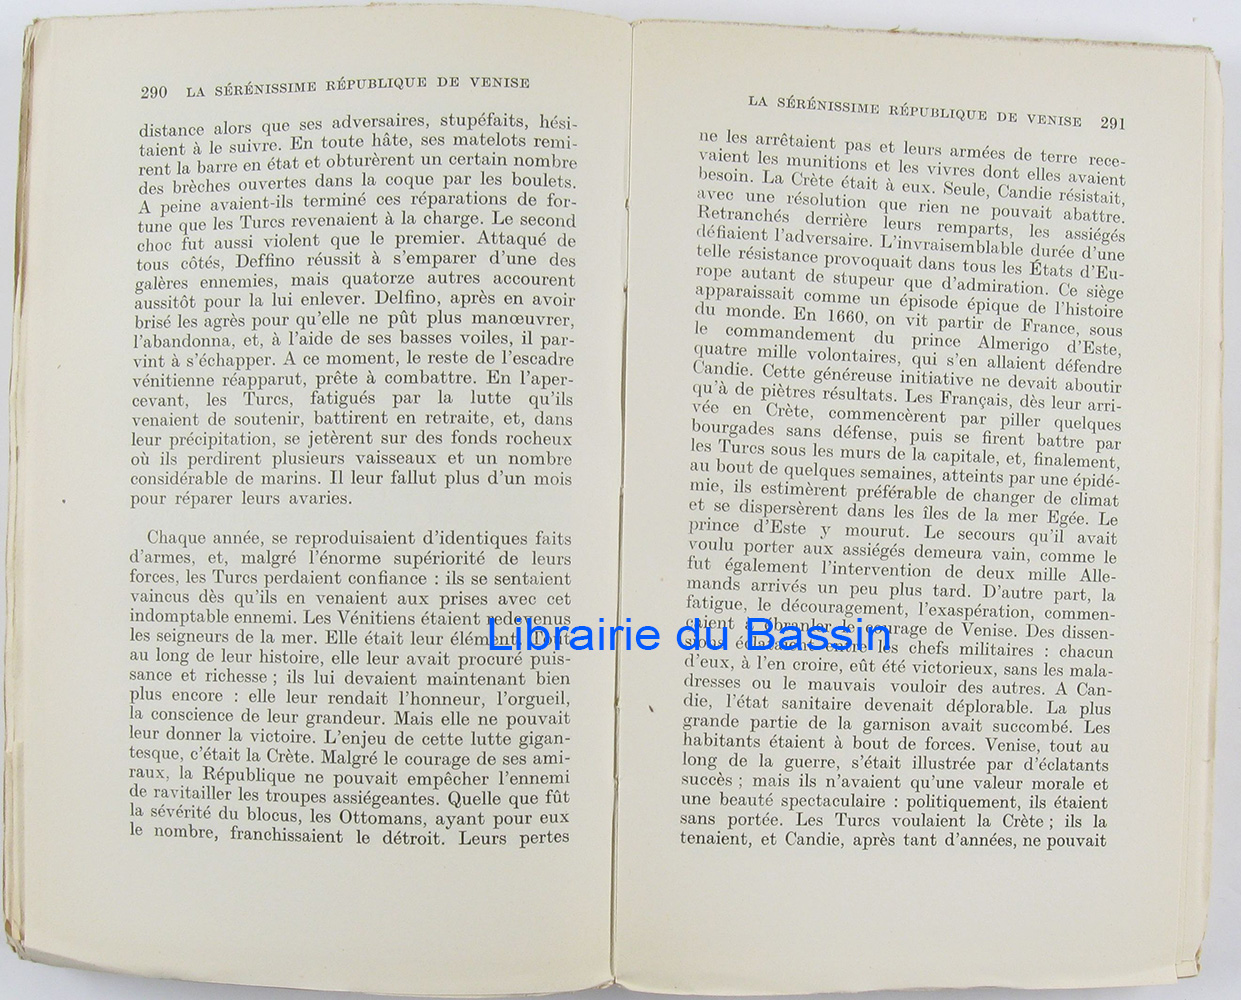 290 LA SÉRÉNISSIME RÉPUBLIQUE DE VENISE
distance alors que ses adversaires, stupéfaits, hési-
taient à le suivre. En toute hâte, ses matelots remi-
rent la barre en état et obturèrent un certain nombre
des brèches ouvertes dans la coque par les boulets.
A peine avaient-ils terminé ces réparations de for-
tune que les Turcs revenaient à la charge. Le second
choc fut aussi violent que le premier. Attaqué de
tous côtés, Deffino réussit à s'emparer d'une des
galères ennemies, mais quatorze autres accourent
aussitôt pour la lui enlever. Delfino, après en avoir
brisé les agrès pour qu'elle ne pût plus manœuvrer,
l'abandonna, et, à l'aide de ses basses voiles, il par-
vint à s'échapper. A ce moment, le reste de l'escadre
vénitienne réapparut, prête à combattre. En l'aper-
cevant, les Turcs, fatigués par la lutte qu'ils
venaient de soutenir, battirent en retraite, et, dans
leur précipitation, se jetèrent sur des fonds rocheux
où ils perdirent plusieurs vaisseaux et un nombre
considérable de marins. Il leur fallut plus d'un mois
pour réparer leurs avaries.
Chaque année, se reproduisaient d'identiques faits
d'armes, et, malgré l'énorme supériorité de leurs
forces, les Turcs perdaient confiance : ils se sentaient
vaincus dès qu'ils en venaient aux prises avec cet
indomptable ennemi. Les Vénitiens étaient redevenus
les seigneurs de la mer. Elle était leur élément. Tout
au long de leur histoire, elle leur avait procuré puis-
sance et richesse ; ils lui devaient maintenant bien
plus encore : elle leur rendait l'honneur, l'orgueil,
la conscience de leur grandeur. Mais elle ne pouvait
leur donner la victoire. L'enjeu de cette lutte gigan-
tesque, c'était la Crète. Malgré le courage de ses ami-
raux, la République ne pouvait empêcher l'ennemi
de ravitailler les troupes assiégeantes. Quelle que fût
la sévérité du blocus, les Ottomans, ayant pour eux
le nombre, franchissaient le détroit. Leurs pertes
LA SÉRÉNISSIME RÉPUBLIQUE DE VENISE 291
ne les arrêtaient pas et leurs armées de terre rece-
vaient les munitions et les vivres dont elles avaient
besoin. La Crète était à eux. Seule, Candie résistait,
avec une résolution que rien ne pouvait abattre.
Retranchés derrière leurs remparts, les assiégés
défiaient l'adversaire. L'invraisemblable durée d'une
telle résistance provoquait dans tous les États d'Eu-
rope autant de stupeur que d'admiration. Ce siège
apparaissait comme un épisode épique de l'histoire
du monde. En 1660, on vit partir de France, sous
le commandement du prince Almerigo d'Este,
quatre mille volontaires, qui s'en allaient défendre
Candie. Cette généreuse initiative ne devait aboutir
qu'à de piètres résultats. Les Français, dès leur arri-
vée en Crète, commencèrent par piller quelques
bourgades sans défense, puis se firent battre par
les Turcs sous les murs de la capitale, et, finalement,
au bout de quelques semaines, atteints par une épidé-
mie, ils estimèrent préférable de changer de climat
et se dispersèrent dans les îles de la mer Egée. Le
prince d'Este y mourut. Le secours qu'il avait
voulu porter aux assiégés demeura vain, comme le
fut également l'intervention de deux mille Alle-
mands arrivés un peu plus tard. D'autre part, la
fatigue, le découragement, l'exaspération, commen-
çaient à ébranler le courage de Venise. Des dissen-
sions éclataient entre les chefs militaires : chacun
d'eux, à l'en croire, eût été victorieux, sans les mala-
dresses ou le mauvais vouloir des autres. A Can-
die, l'état sanitaire devenait déplorable. La plus
grande partie de la garnison avait succombé. Les
habitants étaient à bout de forces. Venise, tout au
long de la guerre, s'était illustrée par d'éclatants
succès ; mais ils n'avaient qu'une valeur morale et
une beauté spectaculaire : politiquement, ils étaient
sans portée. Les Turcs voulaient la Crète ; ils la
tenaient, et Candie, après tant d'années, ne pouvait
Librairie du Bassin